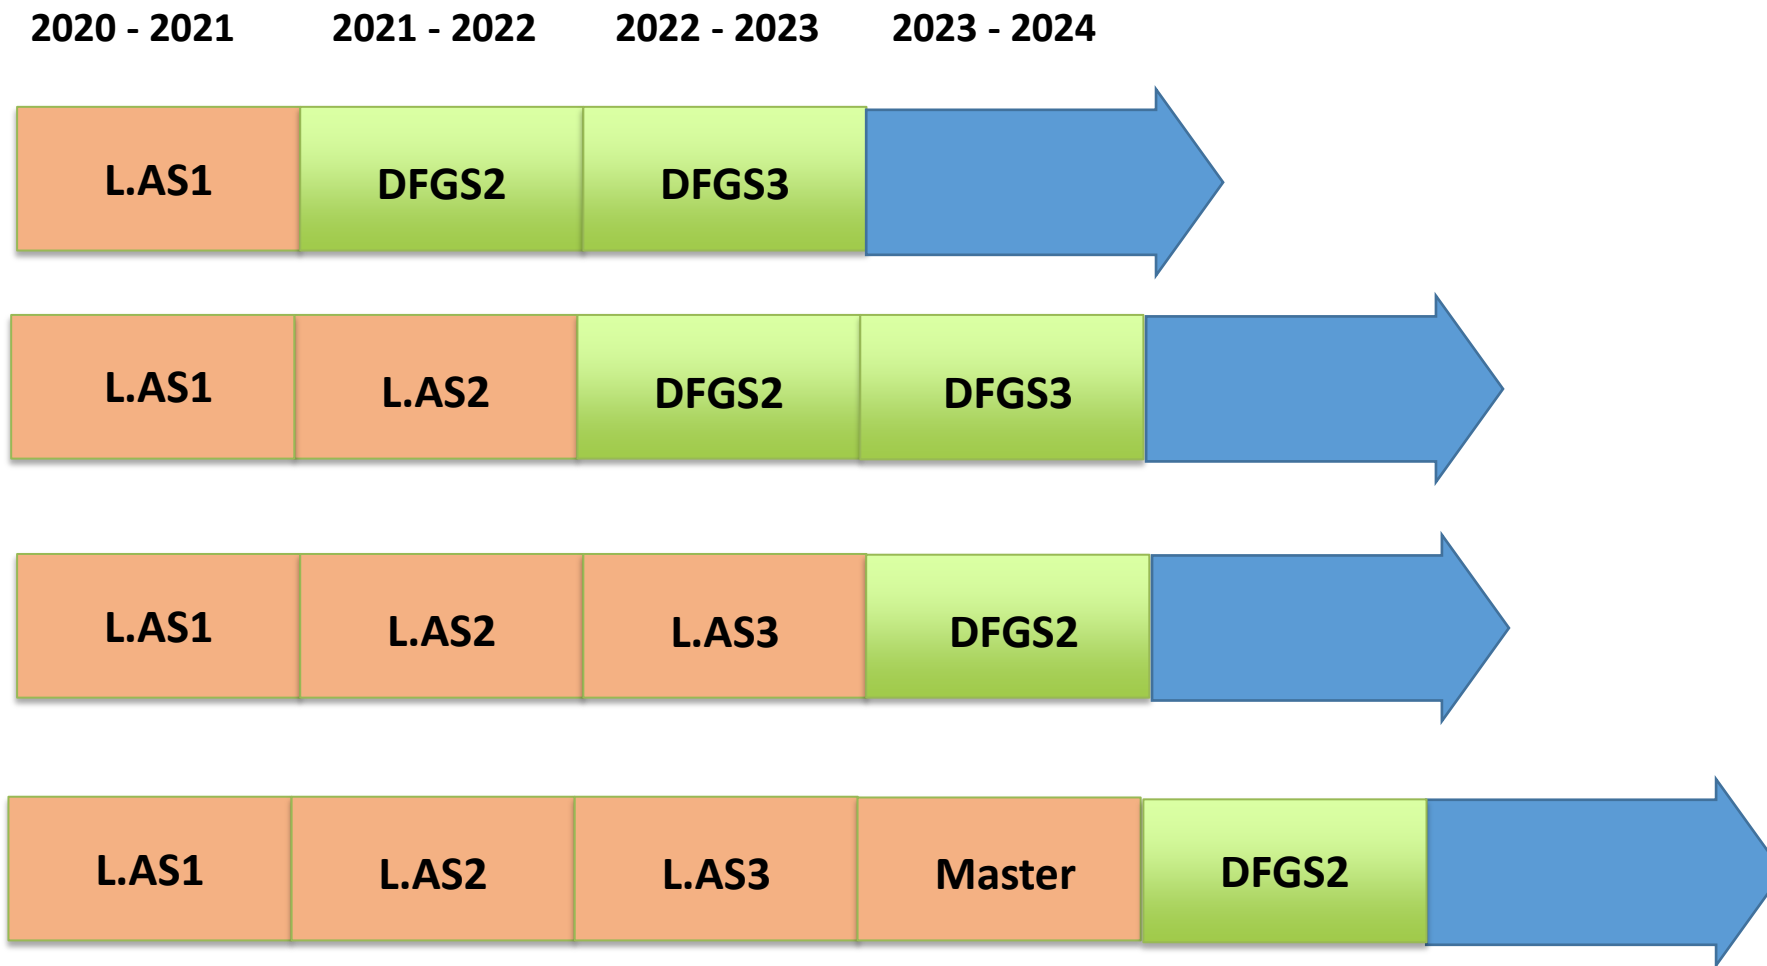 2020 - 2021 2021 - 2022 2022 - 2023 2023 - 2024
L.AS1 DFGS2 DFGS3
L.AS1 L.AS2 DFGS2 DFGS3
L.AS1 L.AS2 L.AS3 DFGS2
L.AS1 L.AS2 L.AS3 Master DFGS2